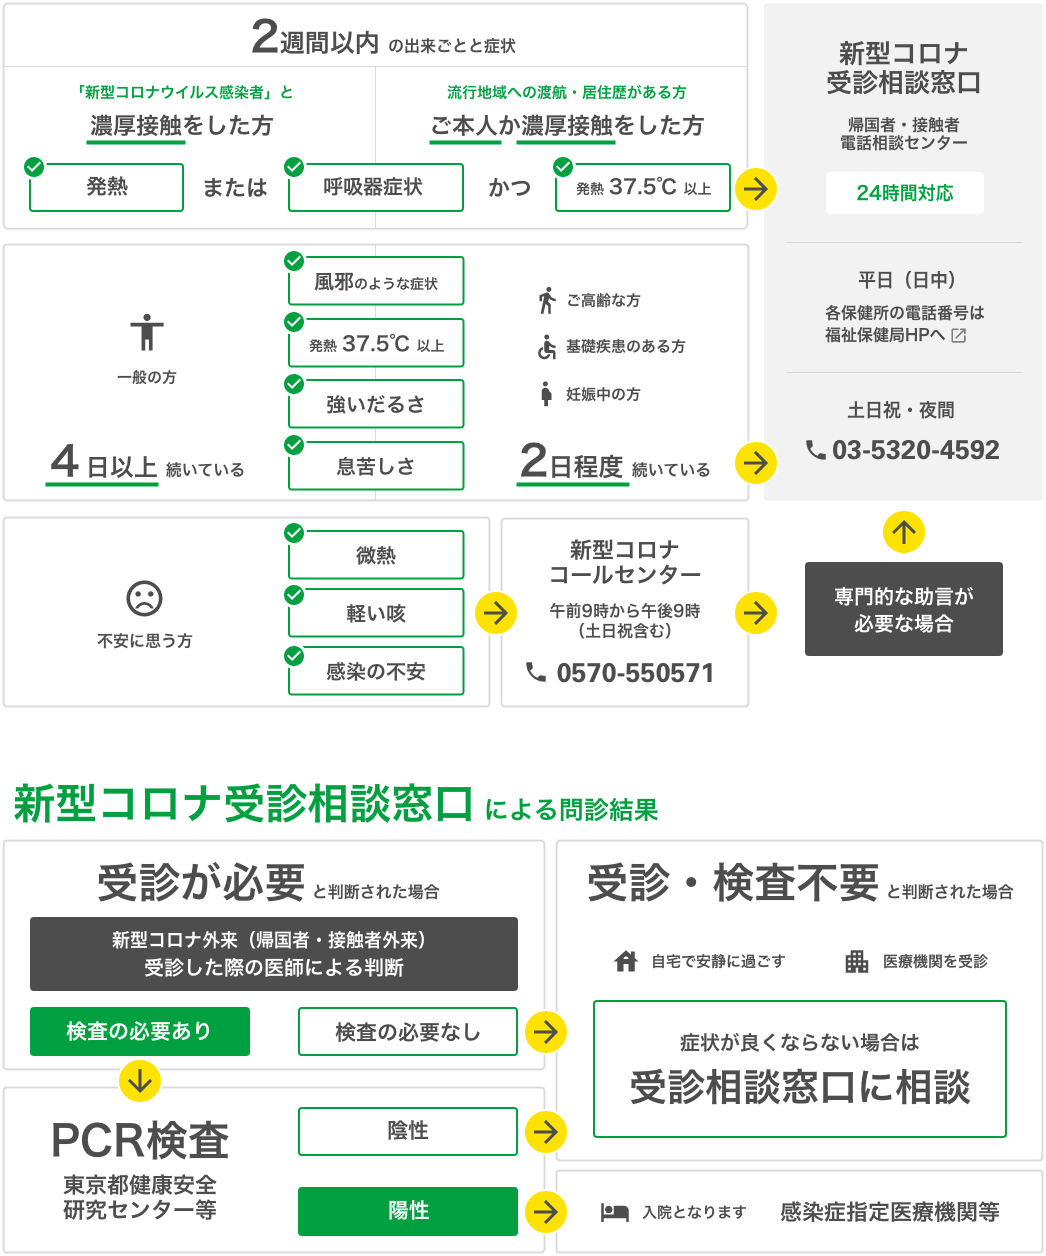 2週間以内 の出来ごとと症状
「新型コロナウイルス感染者」と
濃厚接触をした方
流行地域への渡航・居住歴がある方
ご本人か濃厚接触をした方
発熱 または 呼吸器症状 かつ 発熱 37.5℃ 以上
新型コロナ
受診相談窓口
帰国者・接触者
電話相談センター
24時間対応
平日（日中）
各保健所の電話番号は
福祉保健局HPへ
土日祝・夜間
03-5320-4592
一般の方
4日以上 続いている
風邪のような症状
発熱 37.5℃ 以上
強いだるさ
息苦しさ
ご高齢な方
基礎疾患のある方
妊娠中の方
2日程度 続いている
不安に思う方
微熱
軽い咳
感染の不安
新型コロナ
コールセンター
午前9時から午後9時
（土日祝含む）
0570-550571
専門的な助言が
必要な場合
新型コロナ受診相談窓口 による問診結果
受診が必要 と判断された場合
新型コロナ外来（帰国者・接触者外来）
受診した際の医師による判断
検査の必要あり
検査の必要なし
受診・検査不要 と判断された場合
自宅で安静に過ごす
医療機関を受診
症状が良くならない場合は
受診相談窓口に相談
PCR検査
東京都健康安全
研究センター等
陰性
陽性
入院となります 感染症指定医療機関等